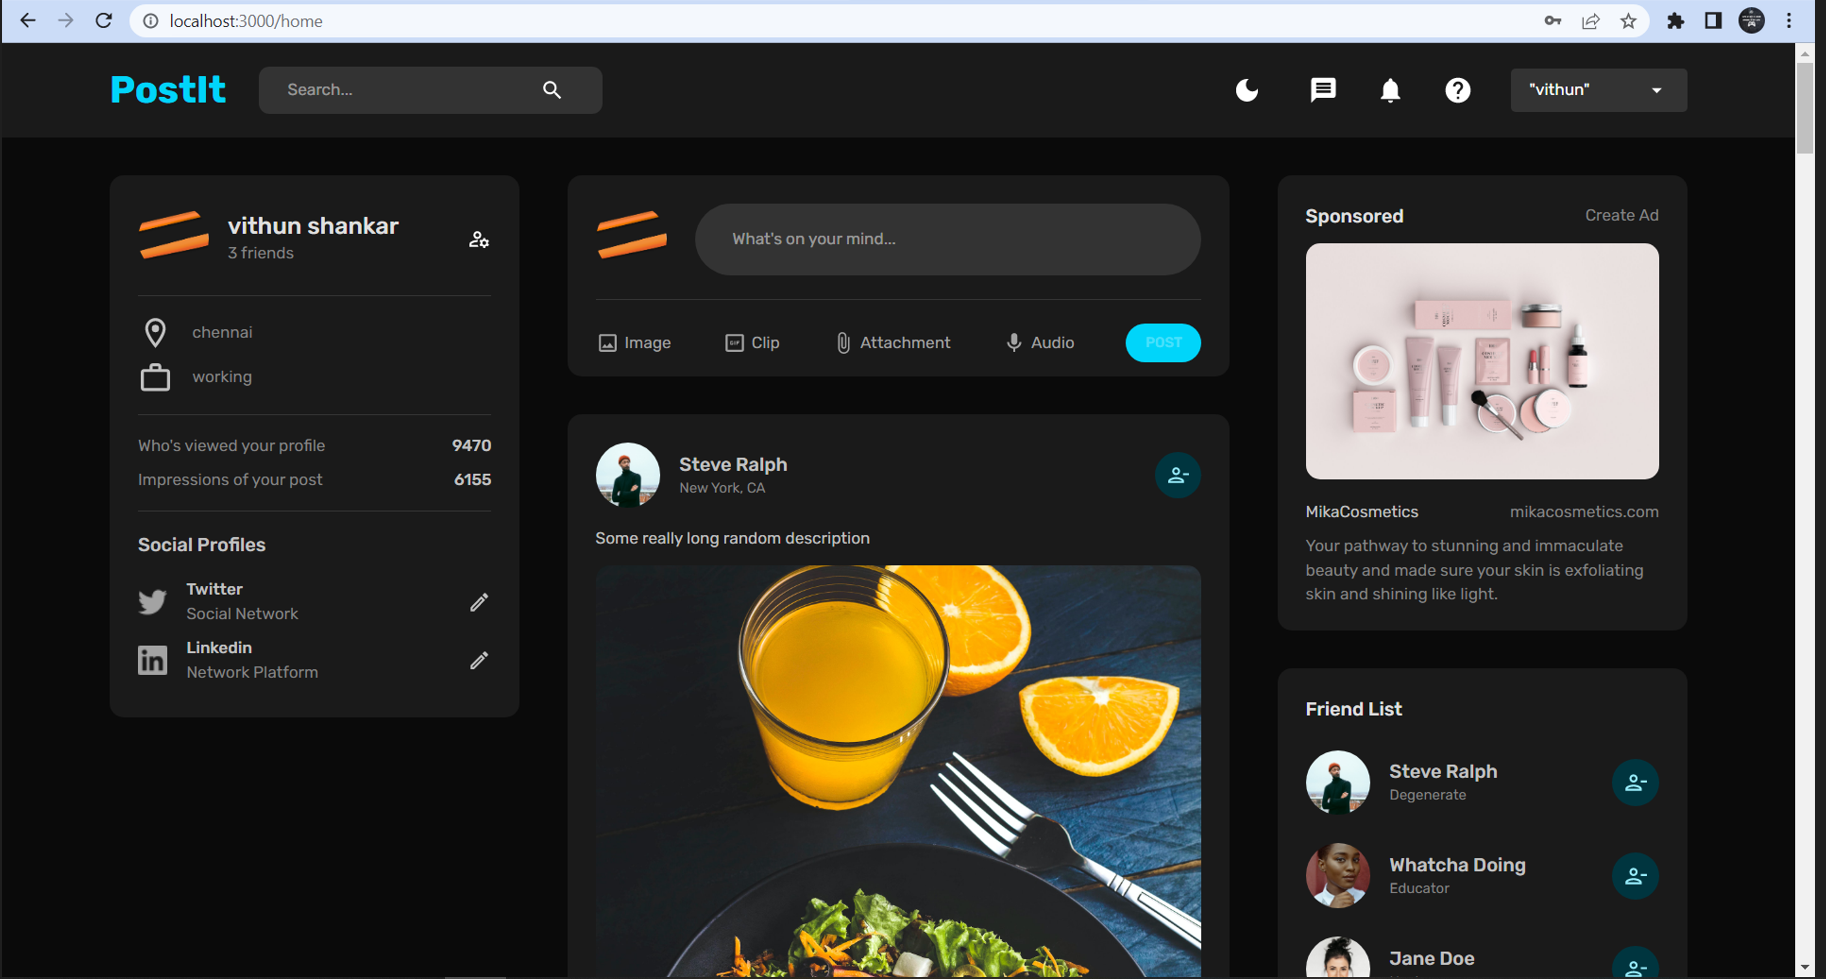 localhost:3000/home
PostIt
Search...
"vithun"
vithun shankar
3 friends
chennai
working
Who's viewed your profile 9470
Impressions of your post 6155
Social Profiles
Twitter
Social Network
Linkedin
Network Platform
What's on your mind...
Image Clip Attachment Audio POST
Steve Ralph
New York, CA
Some really long random description
Sponsored Create Ad
MikaCosmetics mikacosmetics.com
Your pathway to stunning and immaculate
beauty and made sure your skin is exfoliating
skin and shining like light.
Friend List
Steve Ralph
Degenerate
Whatcha Doing
Educator
Jane Doe